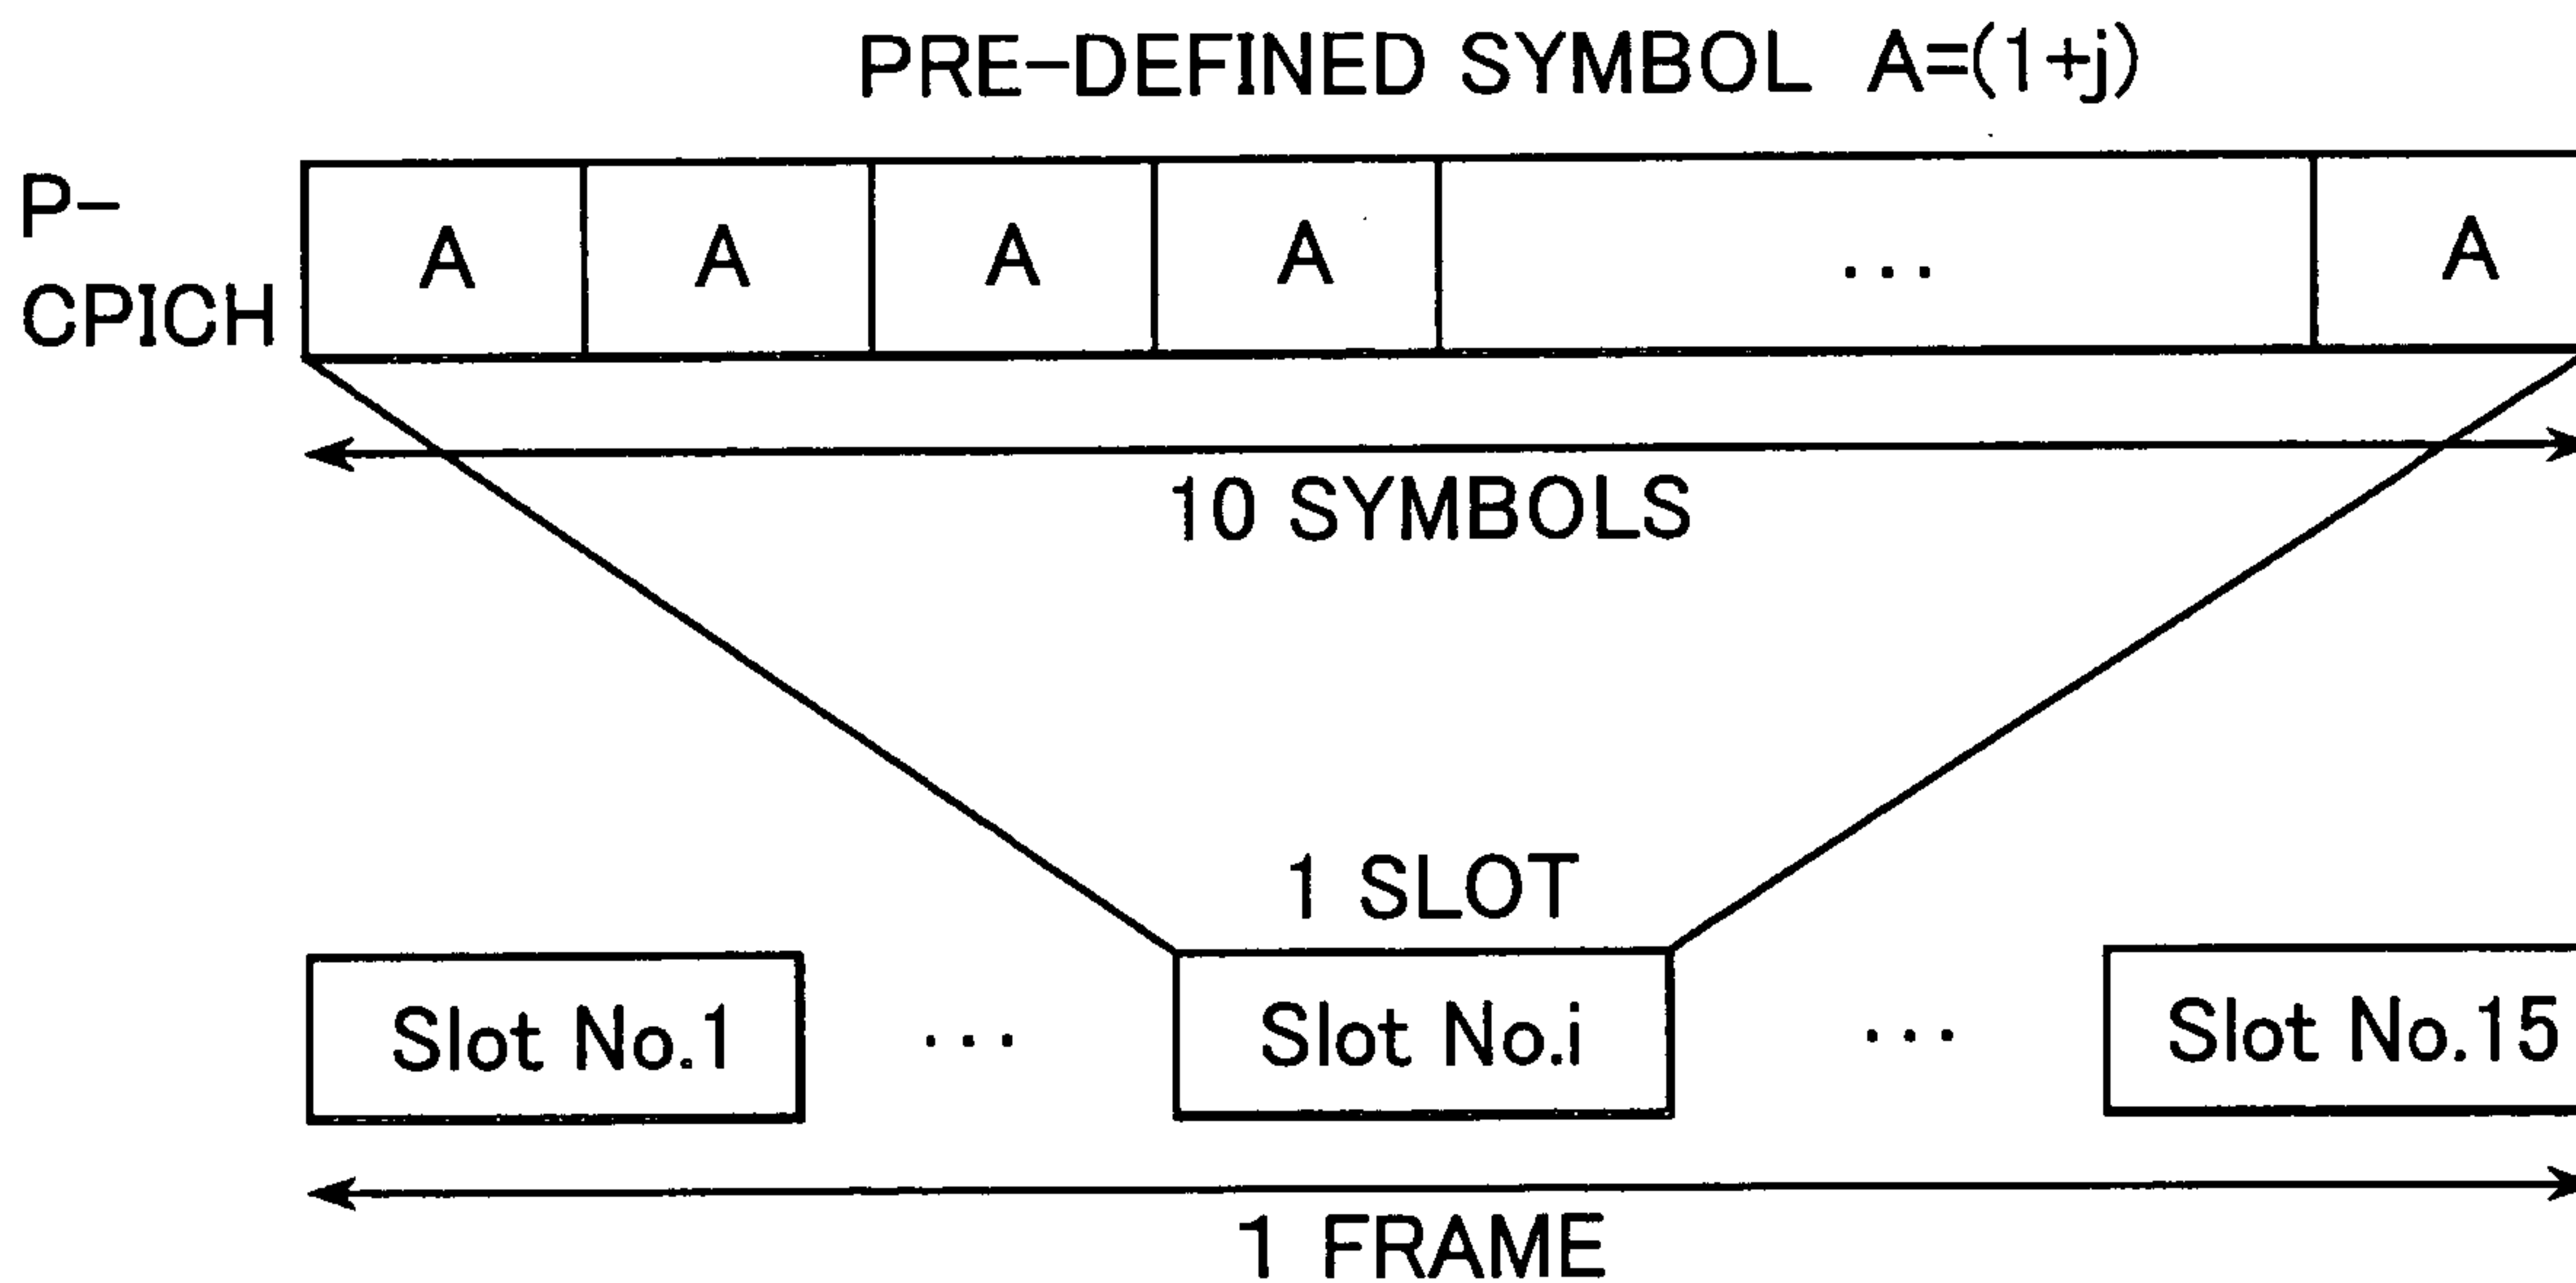 PRE-DEFINED SYMBOL A=(1+j)
P-
CPICH
A A A A ... A
10 SYMBOLS
1 SLOT
Slot No.1 ... Slot No.i ... Slot No.15
1 FRAME